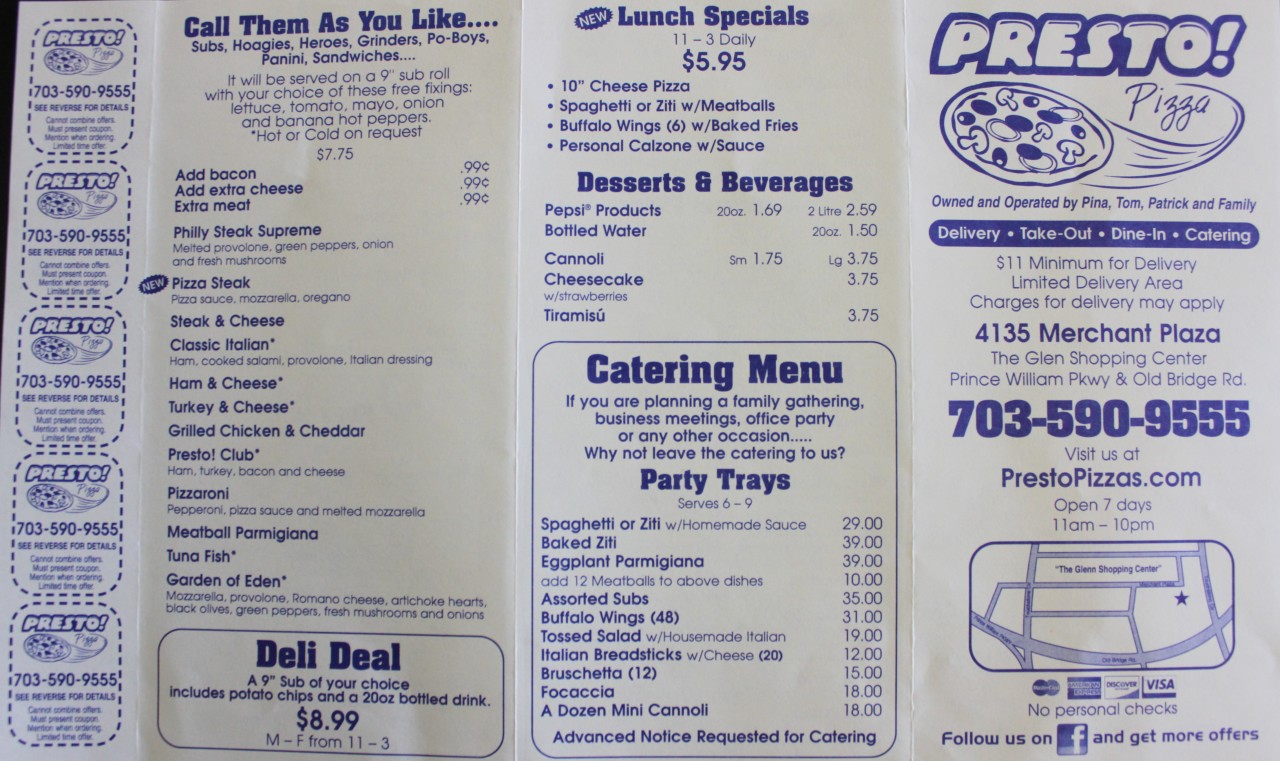 PRESTO!
Pizza
703-590-9555
SEE REVERSE FOR DETAILS
Cannot combine offers.
Must present coupon.
Mention when ordering.
Limited time offer.
PRESTO!
Pizza
703-590-9555
SEE REVERSE FOR DETAILS
Cannot combine offers.
Must present coupon.
Mention when ordering.
Limited time offer.
PRESTO!
Pizza
703-590-9555
SEE REVERSE FOR DETAILS
Cannot combine offers.
Must present coupon.
Mention when ordering.
Limited time offer.
PRESTO!
Pizza
703-590-9555
SEE REVERSE FOR DETAILS
Cannot combine offers.
Must present coupon.
Mention when ordering.
Limited time offer.
PRESTO!
Pizza
703-590-9555
SEE REVERSE FOR DETAILS
Cannot combine offers.
Must present coupon.
Mention when ordering.
Limited time offer.
Call Them As You Like....
Subs, Hoagies, Heroes, Grinders, Po-Boys,
Panini, Sandwiches....
It will be served on a 9" sub roll
with your choice of these free fixings:
lettuce, tomato, mayo, onion
and banana hot peppers.
*Hot or Cold on request
$7.75
Add bacon .99¢
Add extra cheese .99¢
Extra meat .99¢
Philly Steak Supreme
Melted provolone, green peppers, onion
and fresh mushrooms
NEW Pizza Steak
Pizza sauce, mozzarella, oregano
Steak & Cheese
Classic Italian*
Ham, cooked salami, provolone, Italian dressing
Ham & Cheese*
Turkey & Cheese*
Grilled Chicken & Cheddar
Presto! Club*
Ham, turkey, bacon and cheese
Pizzaroni
Pepperoni, pizza sauce and melted mozzarella
Meatball Parmigiana
Tuna Fish*
Garden of Eden*
Mozzarella, provolone, Romano cheese, artichoke hearts,
black olives, green peppers, fresh mushrooms and onions
Deli Deal
A 9" Sub of your choice
includes potato chips and a 20oz bottled drink.
$8.99
M – F from 11 – 3
NEW Lunch Specials
11 – 3 Daily
$5.95
• 10" Cheese Pizza
• Spaghetti or Ziti w/Meatballs
• Buffalo Wings (6) w/Baked Fries
• Personal Calzone w/Sauce
Desserts & Beverages
Pepsi® Products 20oz. 1.69 2 Litre 2.59
Bottled Water 20oz. 1.50
Cannoli Sm 1.75 Lg 3.75
Cheesecake 3.75
w/strawberries
Tiramisú 3.75
Catering Menu
If you are planning a family gathering,
business meetings, office party
or any other occasion.....
Why not leave the catering to us?
Party Trays
Serves 6 – 9
Spaghetti or Ziti w/Homemade Sauce 29.00
Baked Ziti 39.00
Eggplant Parmigiana 39.00
add 12 Meatballs to above dishes 10.00
Assorted Subs 35.00
Buffalo Wings (48) 31.00
Tossed Salad w/Housemade Italian 19.00
Italian Breadsticks w/Cheese (20) 12.00
Bruschetta (12) 15.00
Focaccia 18.00
A Dozen Mini Cannoli 18.00
Advanced Notice Requested for Catering
PRESTO!
Pizza
Owned and Operated by Pina, Tom, Patrick and Family
Delivery • Take-Out • Dine-In • Catering
$11 Minimum for Delivery
Limited Delivery Area
Charges for delivery may apply
4135 Merchant Plaza
The Glen Shopping Center
Prince William Pkwy & Old Bridge Rd.
703-590-9555
Visit us at
PrestoPizzas.com
Open 7 days
11am – 10pm
"The Glenn Shopping Center"
Merchant Plaza
Old Bridge Rd.
MasterCard AMERICAN EXPRESS DISCOVER VISA
No personal checks
Follow us on f and get more offers